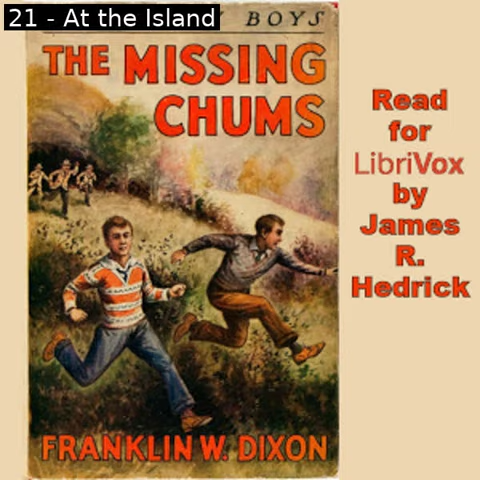 21 - At the Island
BOYS
THE MISSING
CHUMS
Read
for
LibriVox
by
James
R.
Hedrick
FRANKLIN W. DIXON